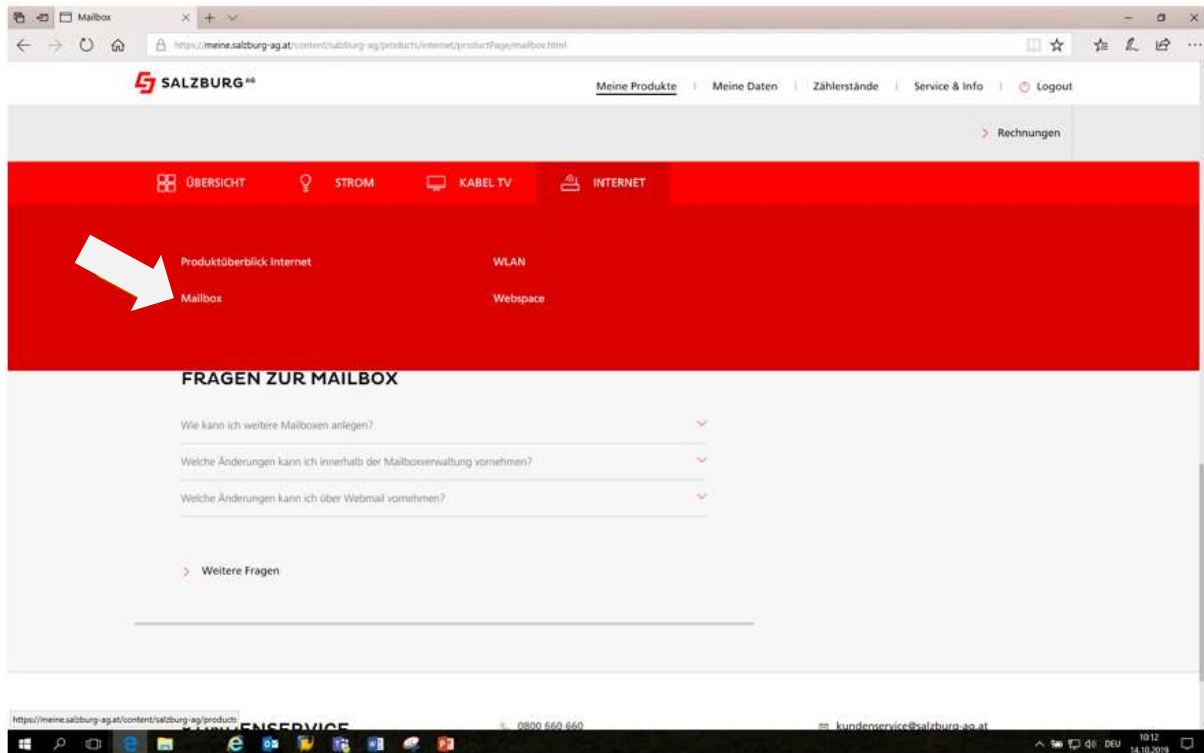 Mailbox
https://meine.salzburg-ag.at/content/salzburg-ag/products/internet/productPage/mailbox.html
SALZBURG AG
Meine Produkte
Meine Daten
Zählerstände
Service & Info
Logout
Rechnungen
ÜBERSICHT
STROM
KABEL TV
INTERNET
Produktüberblick Internet
WLAN
Mailbox
Webspace
FRAGEN ZUR MAILBOX
Wie kann ich weitere Mailboxen anlegen?
Welche Änderungen kann ich innerhalb der Mailboxverwaltung vornehmen?
Welche Änderungen kann ich über Webmail vornehmen?
Weitere Fragen
https://meine.salzburg-ag.at/content/salzburg-ag/products
0800 660 660
kundenservice@salzburg-ag.at
DEU
10:12
14.10.2019